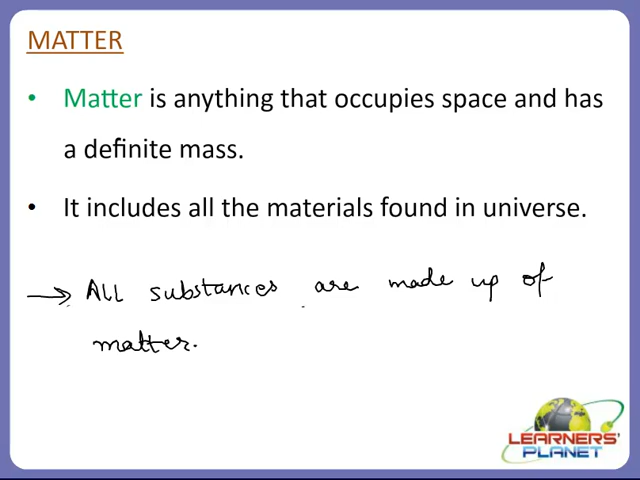 MATTER
• Matter is anything that occupies space and has
a definite mass.
• It includes all the materials found in universe.
→ All substances are made up of
matter.
LEARNERS'
PLANET